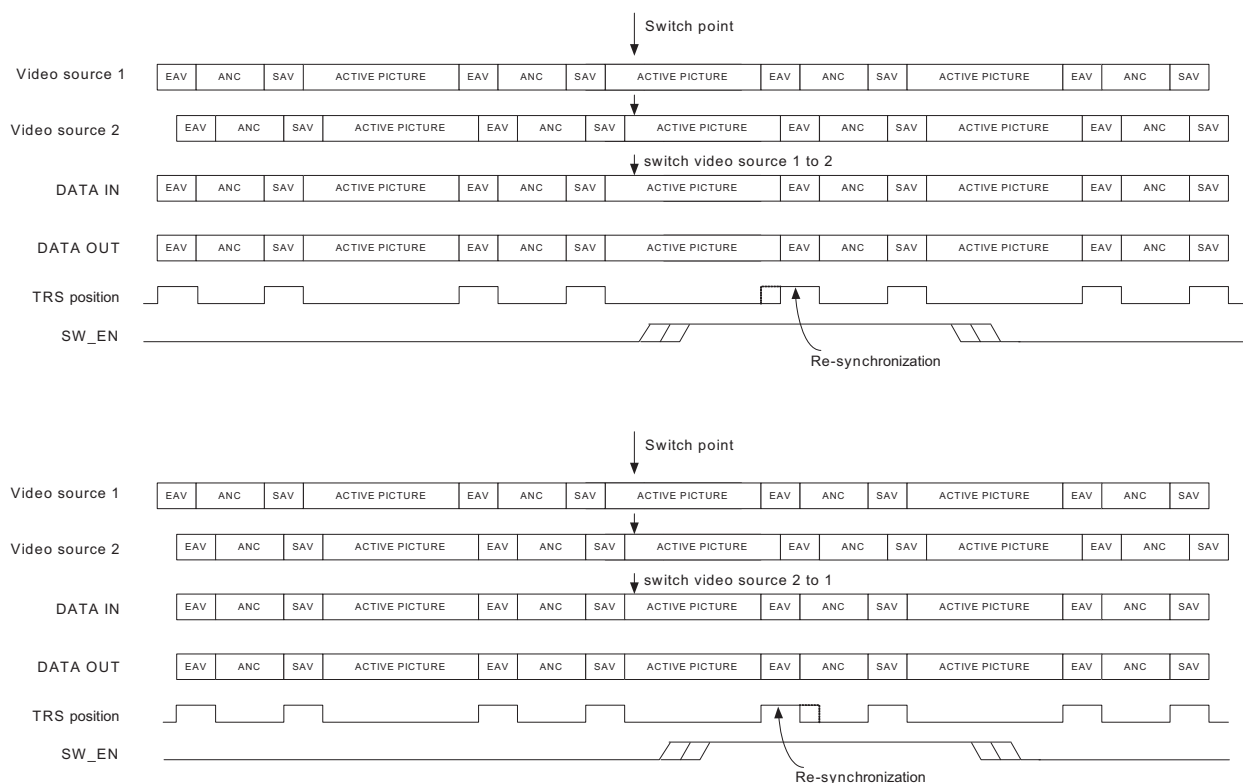 Switch point
Video source 1 EAV ANC SAV ACTIVE PICTURE EAV ANC SAV ACTIVE PICTURE EAV ANC SAV ACTIVE PICTURE EAV ANC SAV
Video source 2 EAV ANC SAV ACTIVE PICTURE EAV ANC SAV ACTIVE PICTURE EAV ANC SAV ACTIVE PICTURE EAV ANC SAV
switch video source 1 to 2
DATA IN EAV ANC SAV ACTIVE PICTURE EAV ANC SAV ACTIVE PICTURE EAV ANC SAV ACTIVE PICTURE EAV ANC SAV
DATA OUT EAV ANC SAV ACTIVE PICTURE EAV ANC SAV ACTIVE PICTURE EAV ANC SAV ACTIVE PICTURE EAV ANC SAV
TRS position
SW_EN
Re-synchronization
Switch point
Video source 1 EAV ANC SAV ACTIVE PICTURE EAV ANC SAV ACTIVE PICTURE EAV ANC SAV ACTIVE PICTURE EAV ANC SAV
Video source 2 EAV ANC SAV ACTIVE PICTURE EAV ANC SAV ACTIVE PICTURE EAV ANC SAV ACTIVE PICTURE EAV ANC SAV
switch video source 2 to 1
DATA IN EAV ANC SAV ACTIVE PICTURE EAV ANC SAV ACTIVE PICTURE EAV ANC SAV ACTIVE PICTURE EAV ANC SAV
DATA OUT EAV ANC SAV ACTIVE PICTURE EAV ANC SAV ACTIVE PICTURE EAV ANC SAV ACTIVE PICTURE EAV ANC SAV
TRS position
SW_EN
Re-synchronization